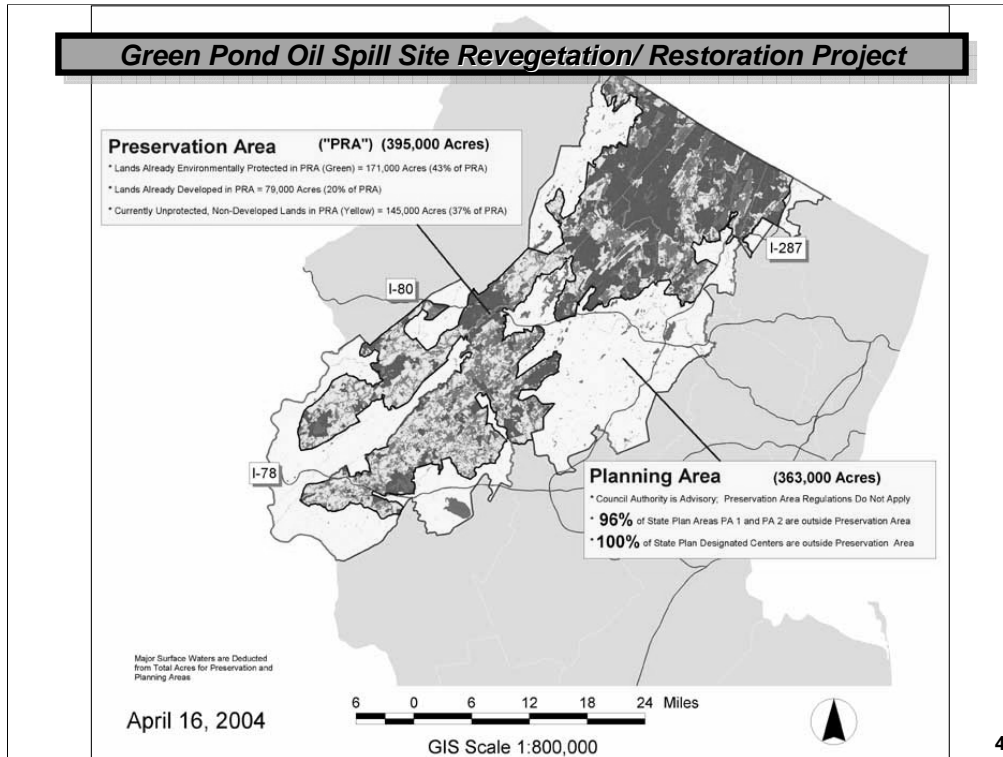 Green Pond Oil Spill Site Revegetation/ Restoration Project
Preservation Area ("PRA") (395,000 Acres)
* Lands Already Environmentally Protected in PRA (Green) = 171,000 Acres (43% of PRA)
* Lands Already Developed in PRA = 79,000 Acres (20% of PRA)
* Currently Unprotected, Non-Developed Lands in PRA (Yellow) = 145,000 Acres (37% of PRA)
I-287
I-80
I-78
Planning Area (363,000 Acres)
* Council Authority is Advisory; Preservation Area Regulations Do Not Apply
* 96% of State Plan Areas PA 1 and PA 2 are outside Preservation Area
* 100% of State Plan Designated Centers are outside Preservation Area
Major Surface Waters are Deducted
from Total Acres for Preservation and
Planning Areas
April 16, 2004
6 0 6 12 18 24 Miles
GIS Scale 1:800,000
4